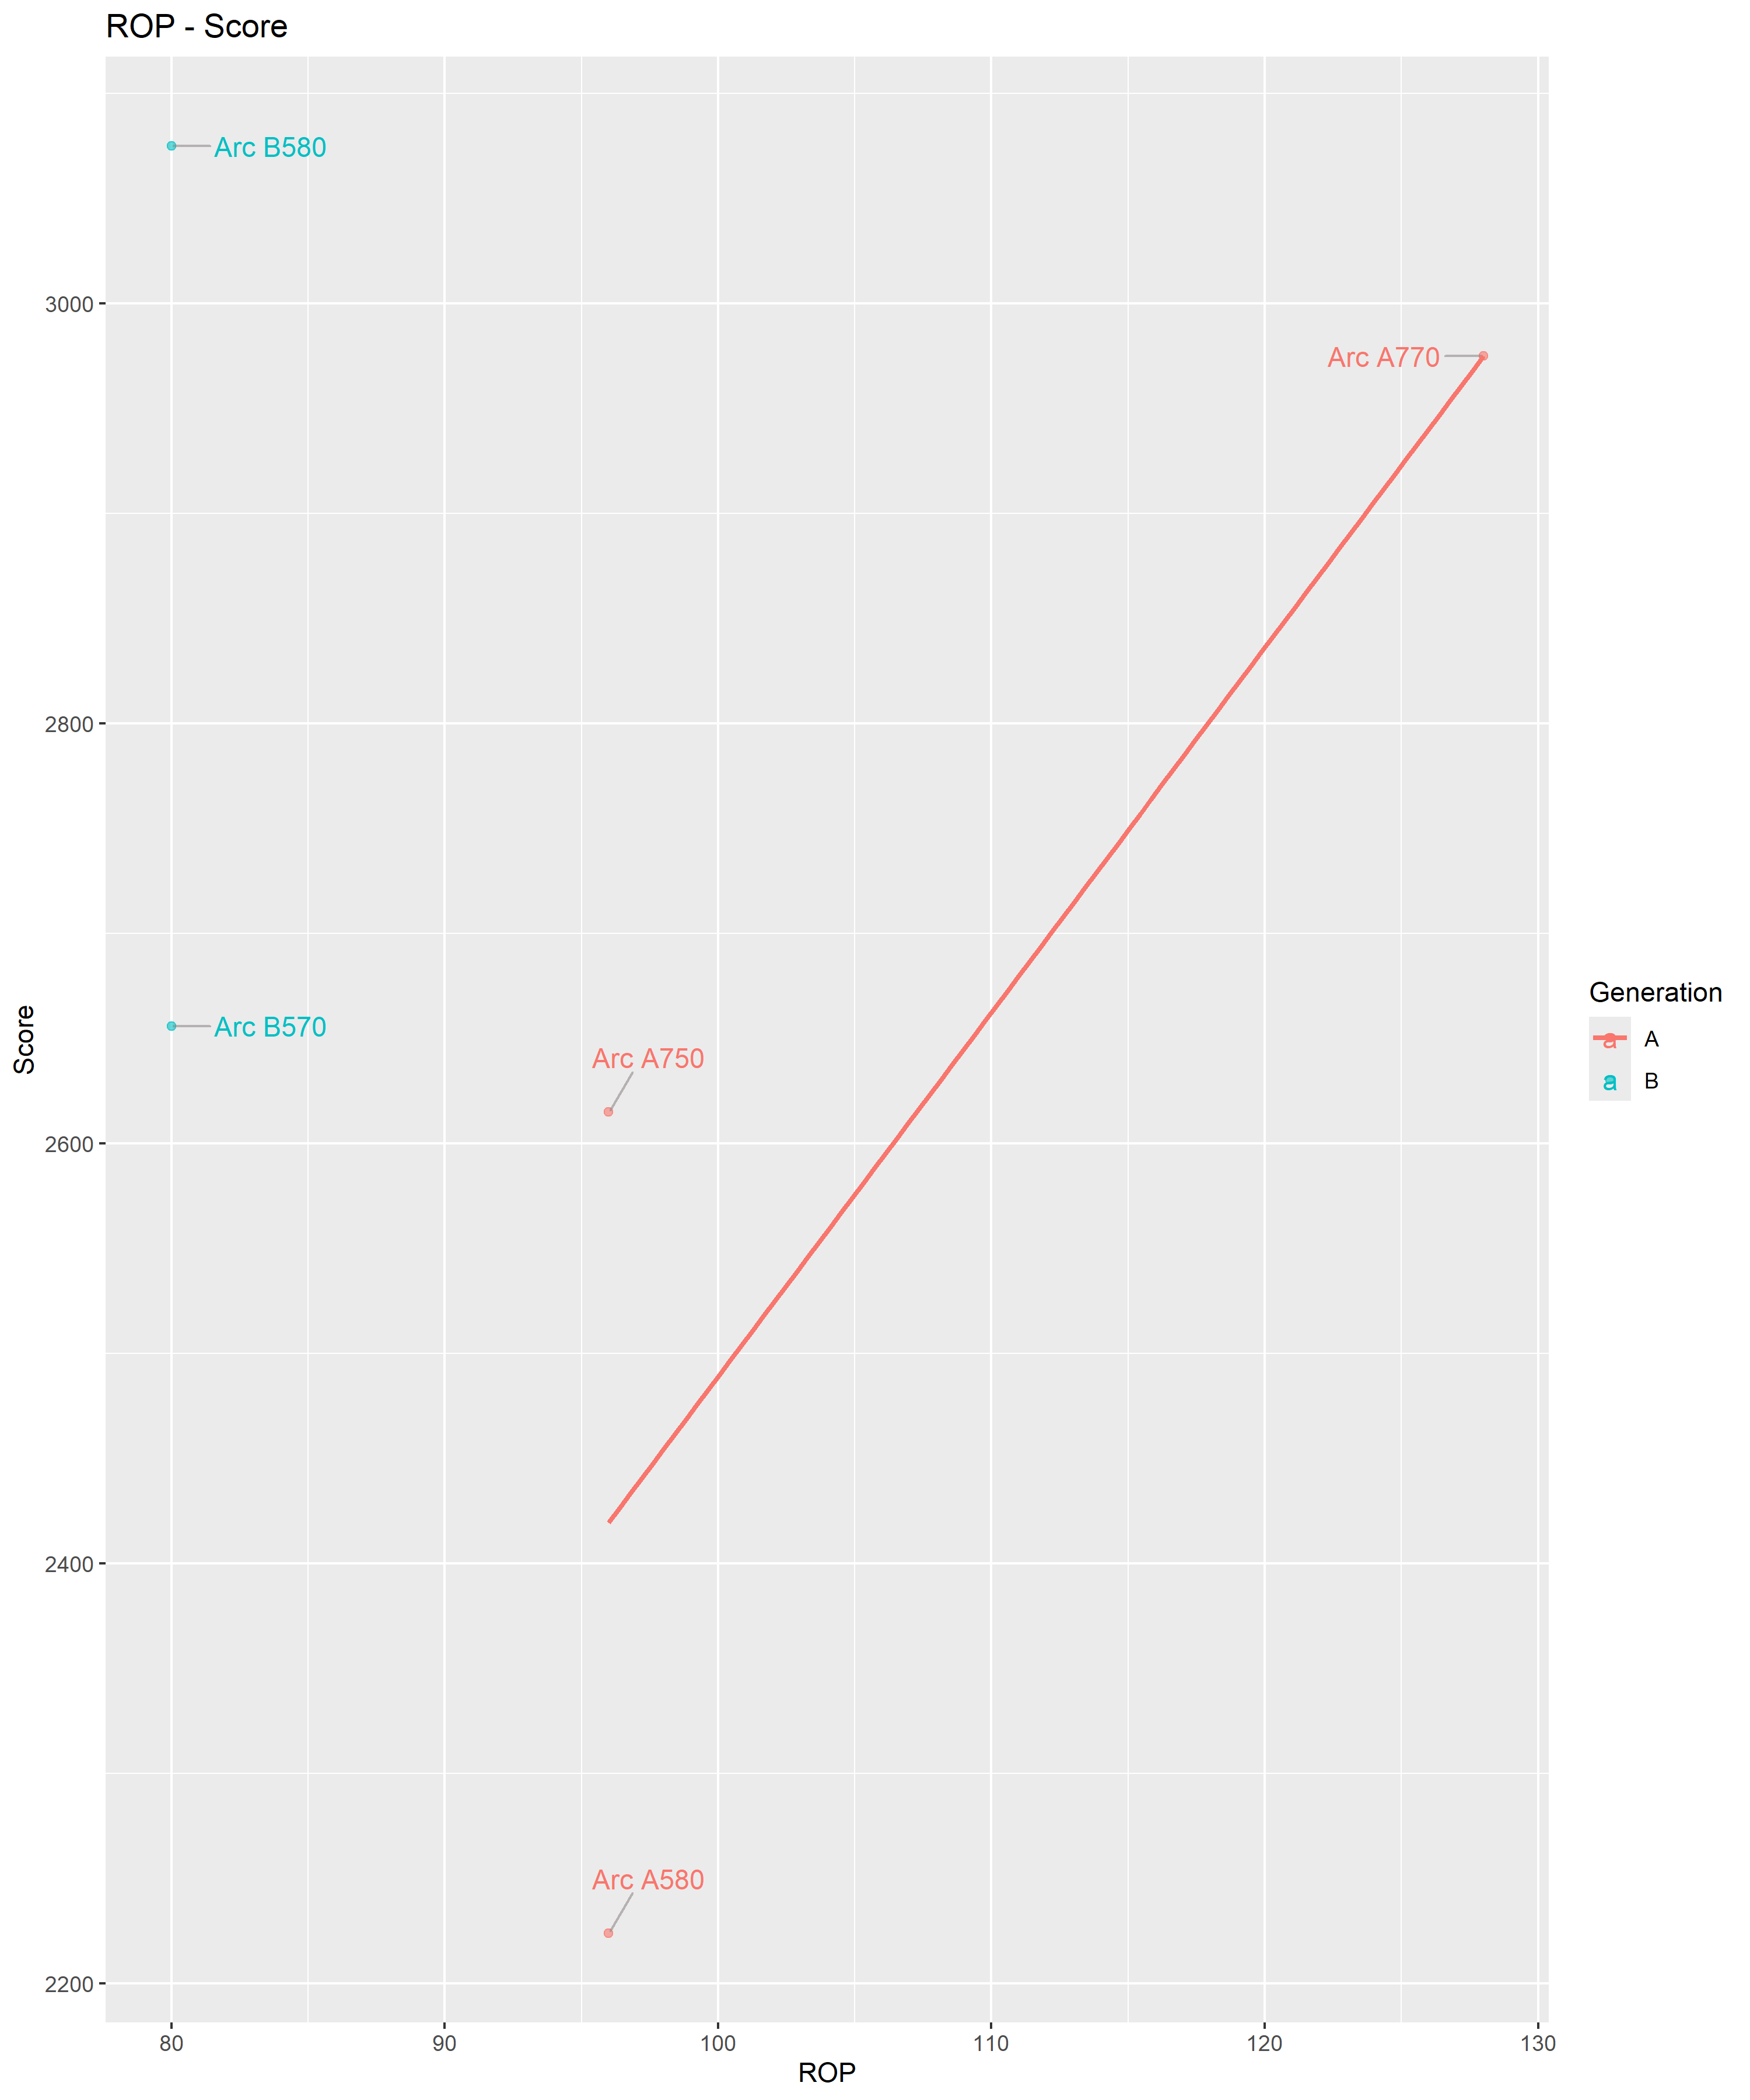 ROP - Score
Arc B580
3000
Arc A770
2800
Arc B570
Arc A750
2600
2400
Arc A580
2200
80 90 100 110 120 130
ROP
Score
Generation
a A
a B